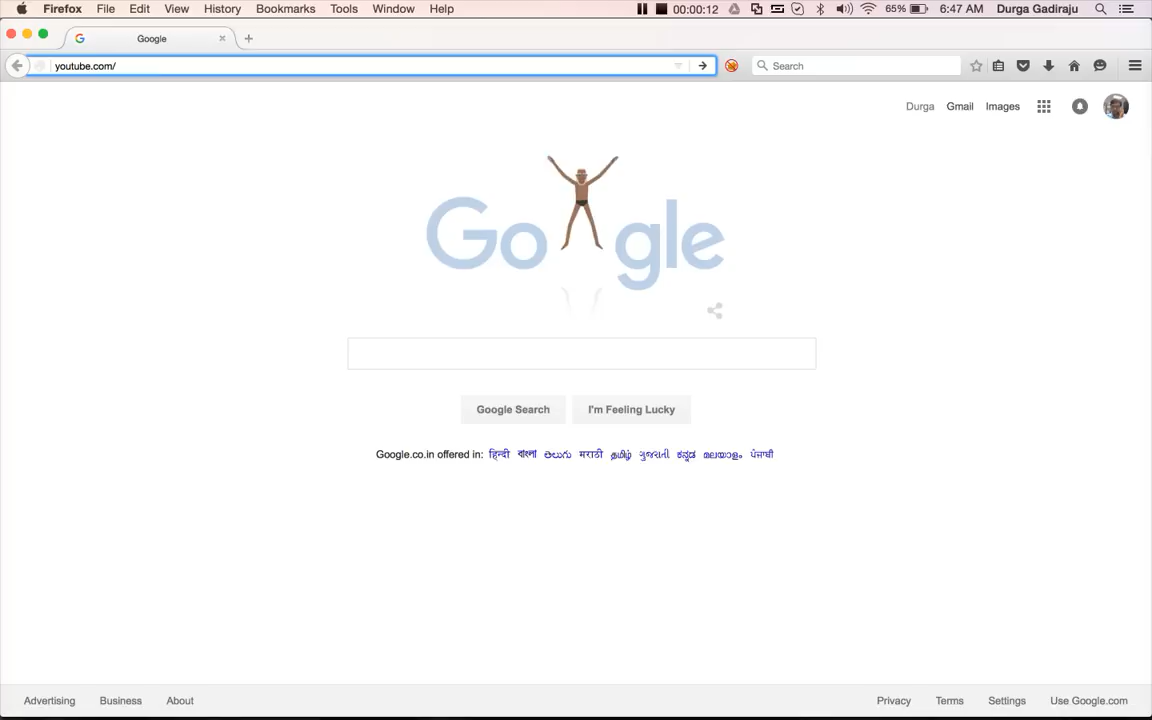 Firefox File Edit View History Bookmarks Tools Window Help 00:00:12 65% 6:47 AM Durga Gadiraju
Google
youtube.com/ Search
Durga Gmail Images
Google
Google Search I'm Feeling Lucky
Google.co.in offered in: हिन्दी বাংলা తెలుగు मराठी தமிழ் ગુજરાતી ಕನ್ನಡ മലയാളം ਪੰਜਾਬੀ
Advertising Business About Privacy Terms Settings Use Google.com